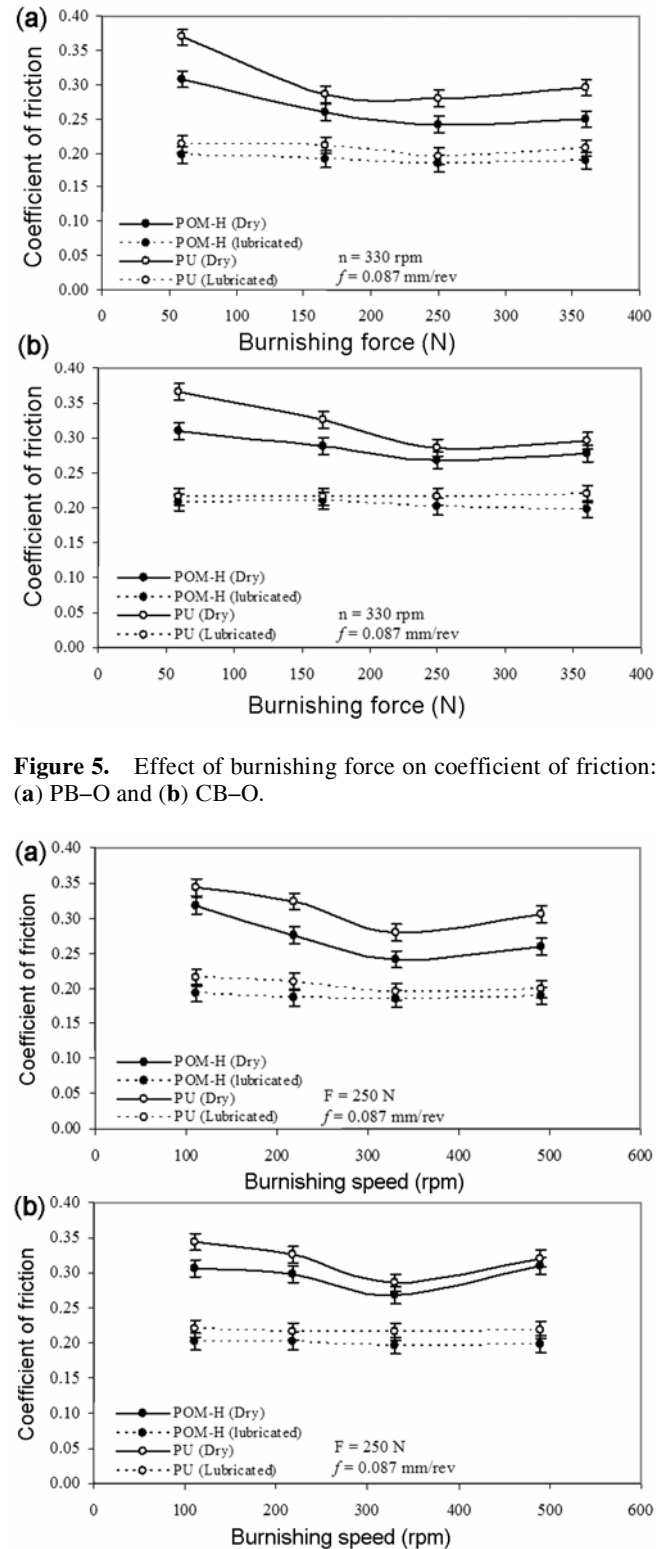 (a)
0.40
0.35
0.30
0.25
0.20
0.15
0.10
0.05
0.00
Coefficient of friction
POM-H (Dry)
POM-H (lubricated)
PU (Dry)
PU (Lubricated)
n = 330 rpm
f = 0.087 mm/rev
0 50 100 150 200 250 300 350 400
Burnishing force (N)
(b)
0.40
0.35
0.30
0.25
0.20
0.15
0.10
0.05
0.00
Coefficient of friction
POM-H (Dry)
POM-H (lubricated)
PU (Dry)
PU (Lubricated)
n = 330 rpm
f = 0.087 mm/rev
0 50 100 150 200 250 300 350 400
Burnishing force (N)
Figure 5. Effect of burnishing force on coefficient of friction:
(a) PB–O and (b) CB–O.
(a)
0.40
0.35
0.30
0.25
0.20
0.15
0.10
0.05
0.00
Coefficient of friction
POM-H (Dry)
POM-H (lubricated)
PU (Dry)
PU (Lubricated)
F = 250 N
f = 0.087 mm/rev
0 100 200 300 400 500 600
Burnishing speed (rpm)
(b)
0.40
0.35
0.30
0.25
0.20
0.15
0.10
0.05
0.00
Coefficient of friction
POM-H (Dry)
POM-H (lubricated)
PU (Dry)
PU (Lubricated)
F = 250 N
f = 0.087 mm/rev
0 100 200 300 400 500 600
Burnishing speed (rpm)